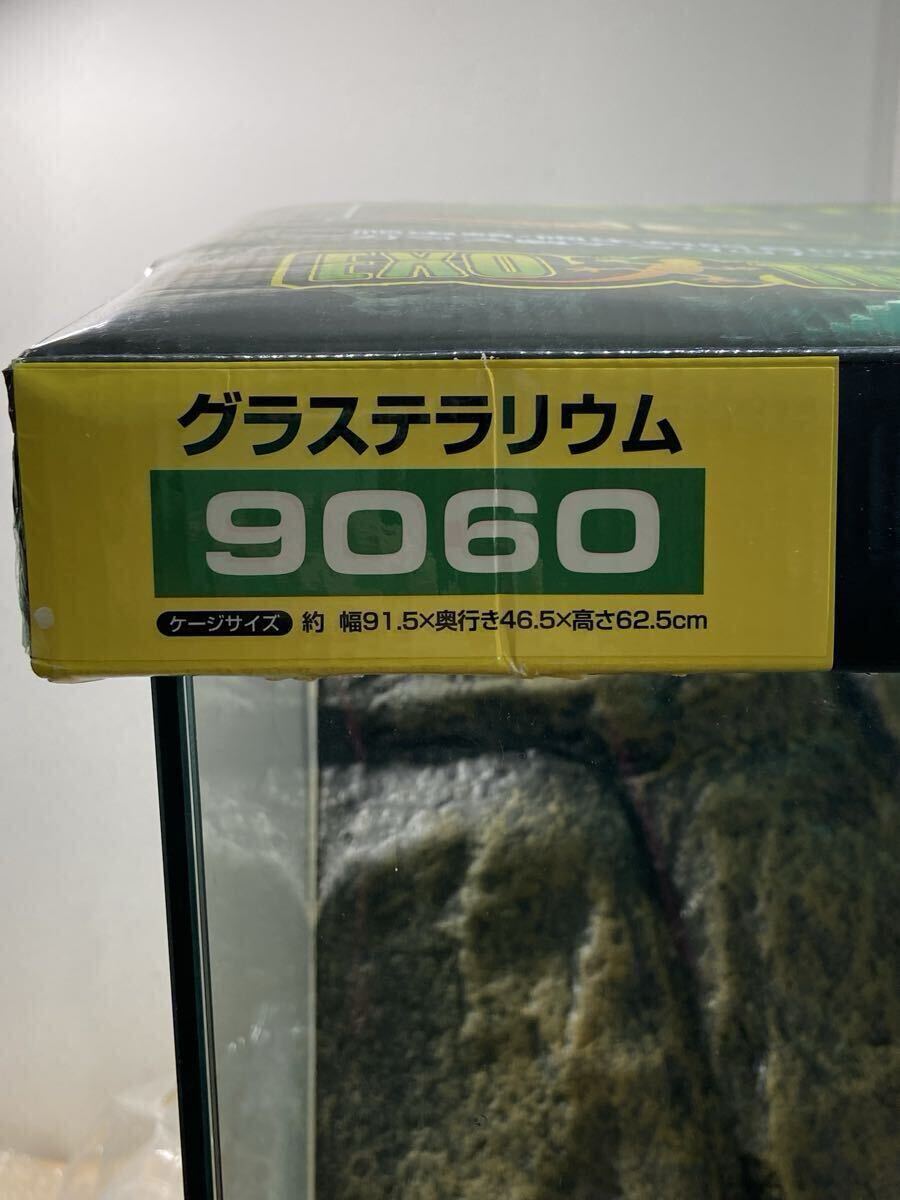 EXO
グラステラリウム
9060
ケージサイズ 約 幅91.5×奥行き46.5×高さ62.5cm